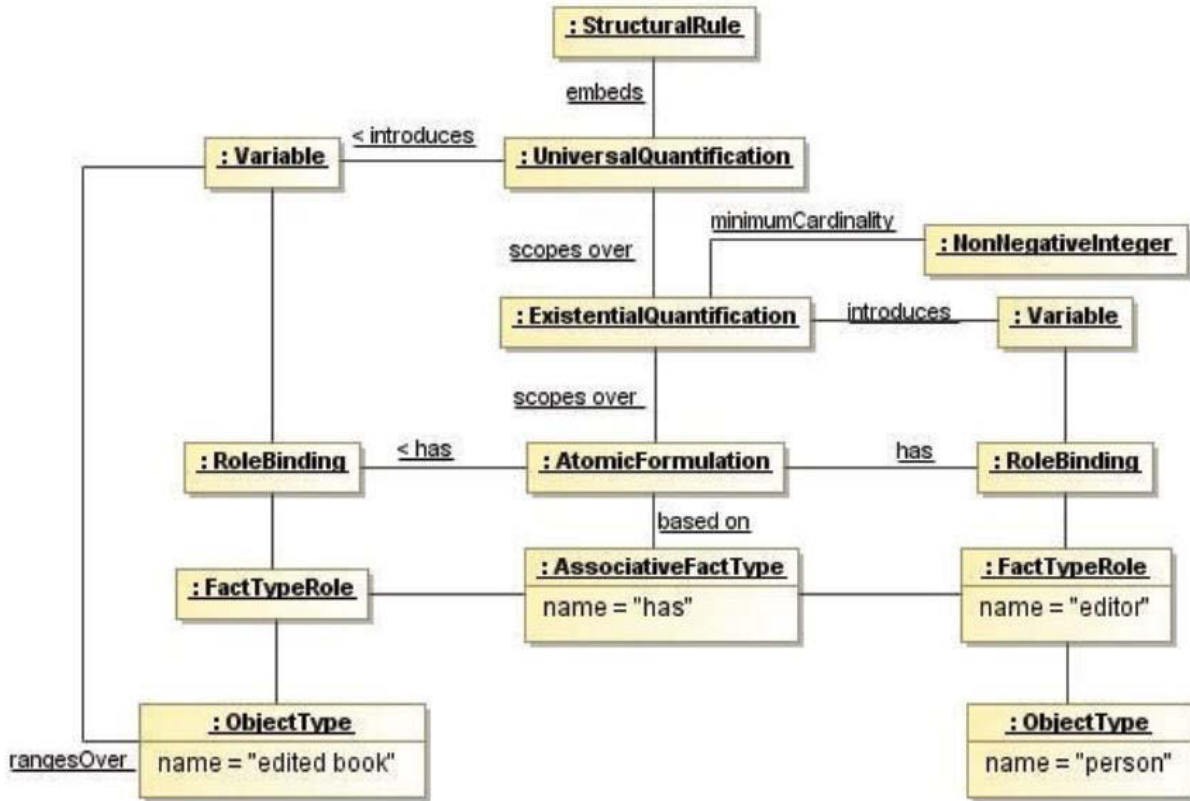 : StructuralRule
embeds
< introduces
: Variable
: UniversalQuantification
minimumCardinality
scopes over
: NonNegativeInteger
: ExistentialQuantification
introduces
: Variable
scopes over
: RoleBinding
< has
: AtomicFormulation
has
: RoleBinding
based on
: FactTypeRole
: AssociativeFactType
name = "has"
: FactTypeRole
name = "editor"
: ObjectType
name = "edited book"
rangesOver
: ObjectType
name = "person"